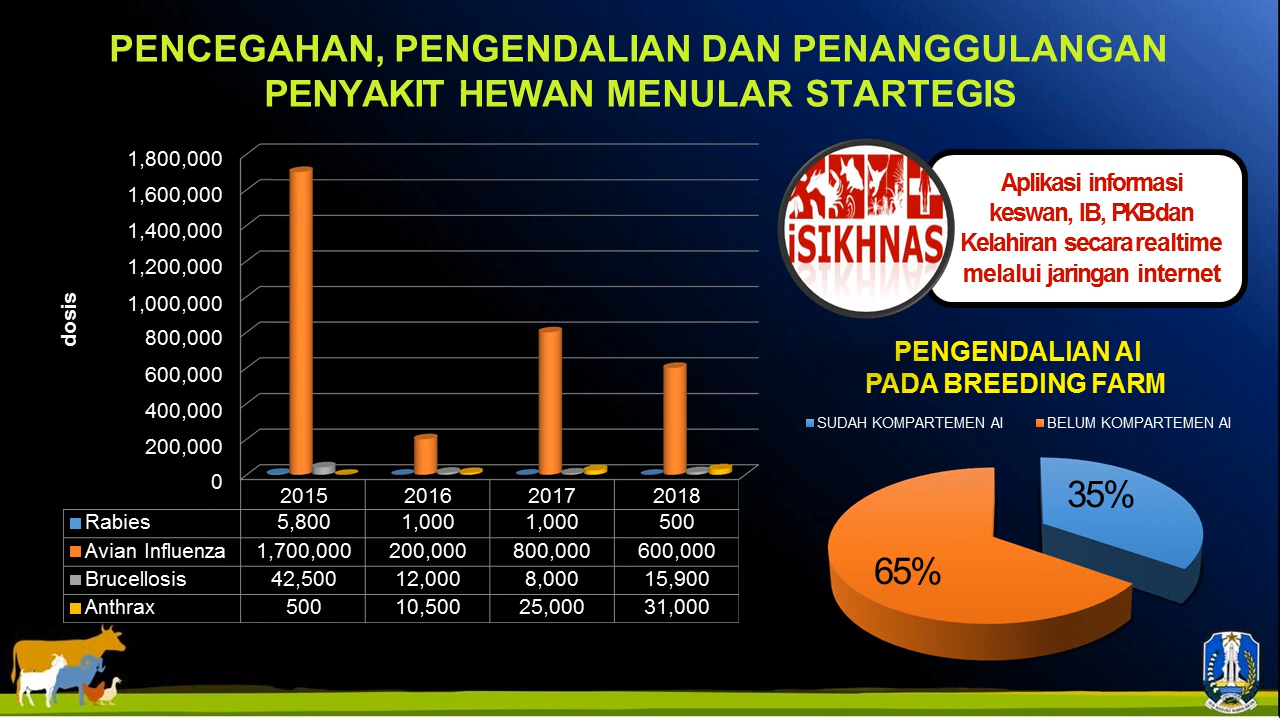 PENCEGAHAN, PENGENDALIAN DAN PENANGGULANGAN
PENYAKIT HEWAN MENULAR STARTEGIS
1,800,000
1,600,000
1,400,000
1,200,000
1,000,000
800,000
600,000
400,000
200,000
0
dosis
2015 2016 2017 2018
Rabies 5,800 1,000 1,000 500
Avian Influenza 1,700,000 200,000 800,000 600,000
Brucellosis 42,500 12,000 8,000 15,900
Anthrax 500 10,500 25,000 31,000
iSIKHNAS
Aplikasi informasi
keswan, IB, PKBdan
Kelahiran secara realtime
melalui jaringan internet
PENGENDALIAN AI
PADA BREEDING FARM
SUDAH KOMPARTEMEN AI BELUM KOMPARTEMEN AI
35%
65%